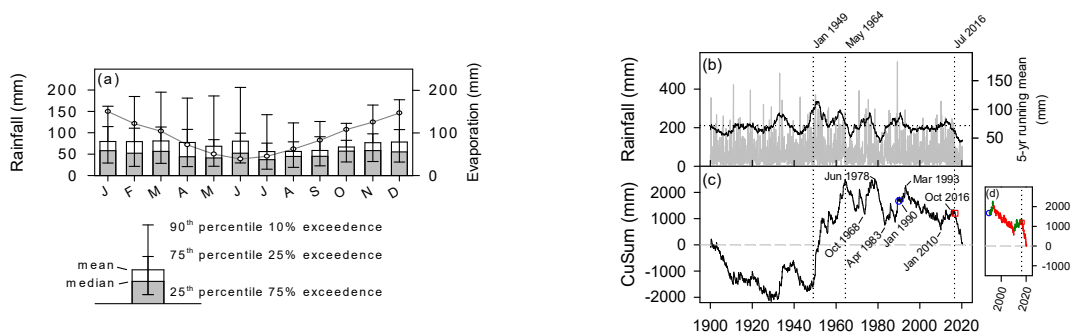 (a)
Rainfall (mm)
200
150
100
50
0
Evaporation (mm)
200
100
0
J F M A M J J A S O N D
90th percentile 10% exceedence
75th percentile 25% exceedence
mean
median
25th percentile 75% exceedence
Jan 1949
May 1964
Jul 2016
(b)
Rainfall (mm)
400
200
0
5-yr running mean
(mm)
150
100
50
(c)
CuSum (mm)
2000
1000
0
-1000
-2000
Jun 1978
Mar 1993
Oct 2016
Oct 1968
Apr 1983
Jan 1990
Jan 2010
1900 1920 1940 1960 1980 2000 2020
(d)
2000
1000
0
-1000
(mm)
2000
2020